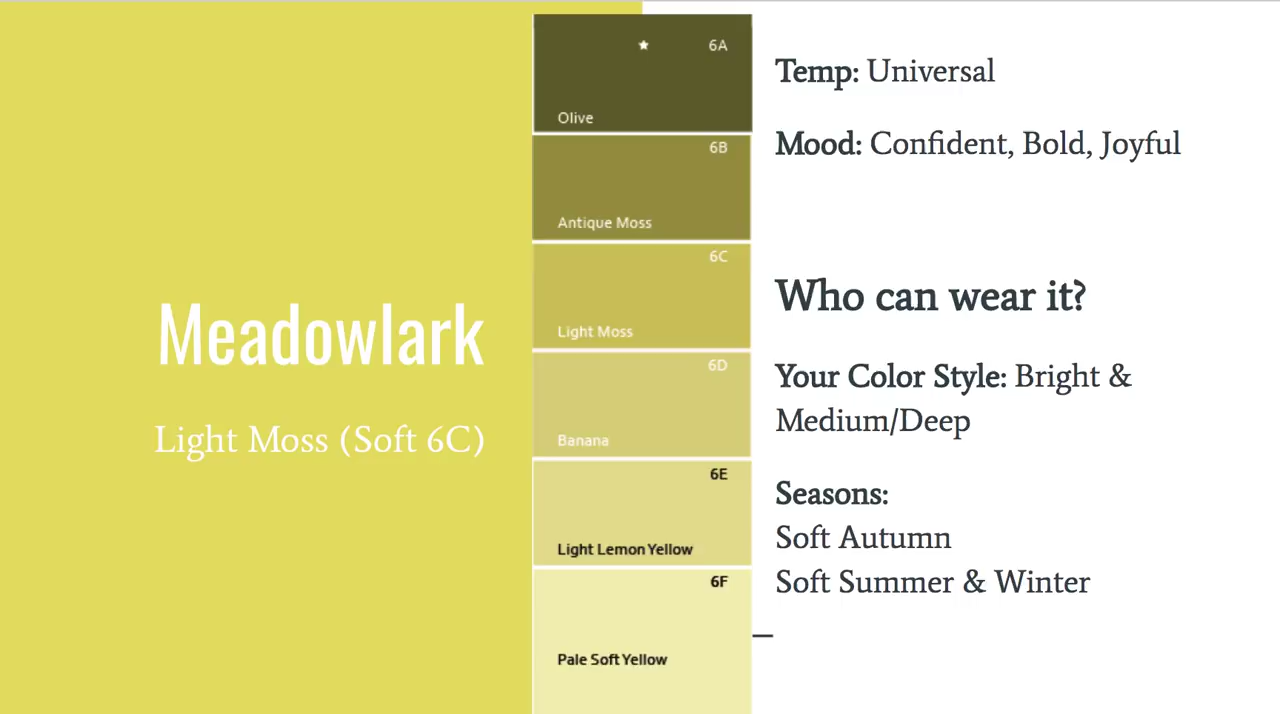 Meadowlark
Light Moss (Soft 6C)
★ 6A
Olive
6B
Antique Moss
6C
Light Moss
6D
Banana
6E
Light Lemon Yellow
6F
Pale Soft Yellow
Temp: Universal
Mood: Confident, Bold, Joyful
Who can wear it?
Your Color Style: Bright &
Medium/Deep
Seasons:
Soft Autumn
Soft Summer & Winter